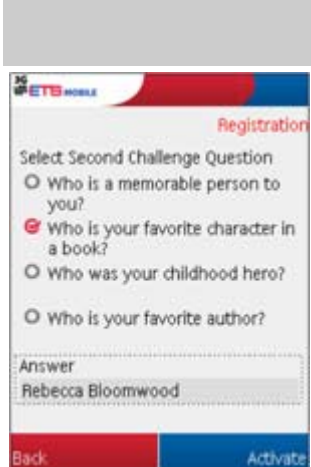 ETS MOBILE
Registration
Select Second Challenge Question
Who is a memorable person to
you?
Who is your favorite character in
a book?
Who was your childhood hero?
Who is your favorite author?
Answer
Rebecca Bloomwood
Back Activate